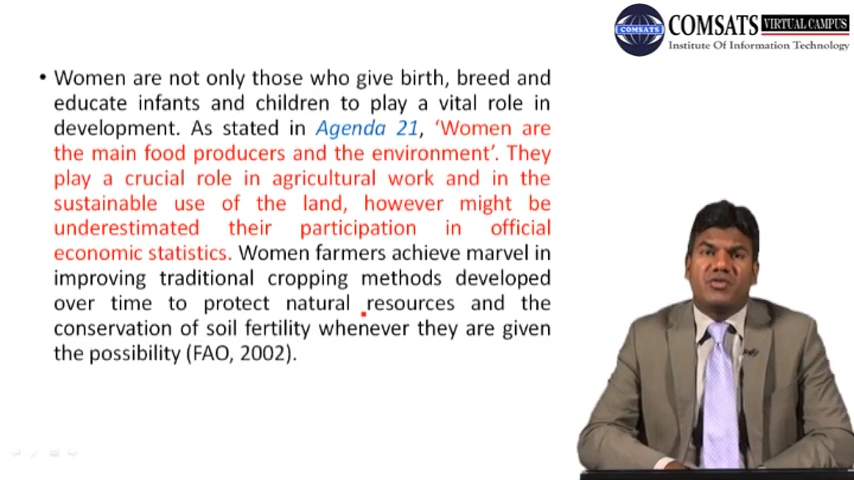 COMSATS VIRTUAL CAMPUS
Institute Of Information Technology
COMSATS
• Women are not only those who give birth, breed and
educate infants and children to play a vital role in
development. As stated in Agenda 21, ‘Women are
the main food producers and the environment’. They
play a crucial role in agricultural work and in the
sustainable use of the land, however might be
underestimated their participation in official
economic statistics. Women farmers achieve marvel in
improving traditional cropping methods developed
over time to protect natural resources and the
conservation of soil fertility whenever they are given
the possibility (FAO, 2002).